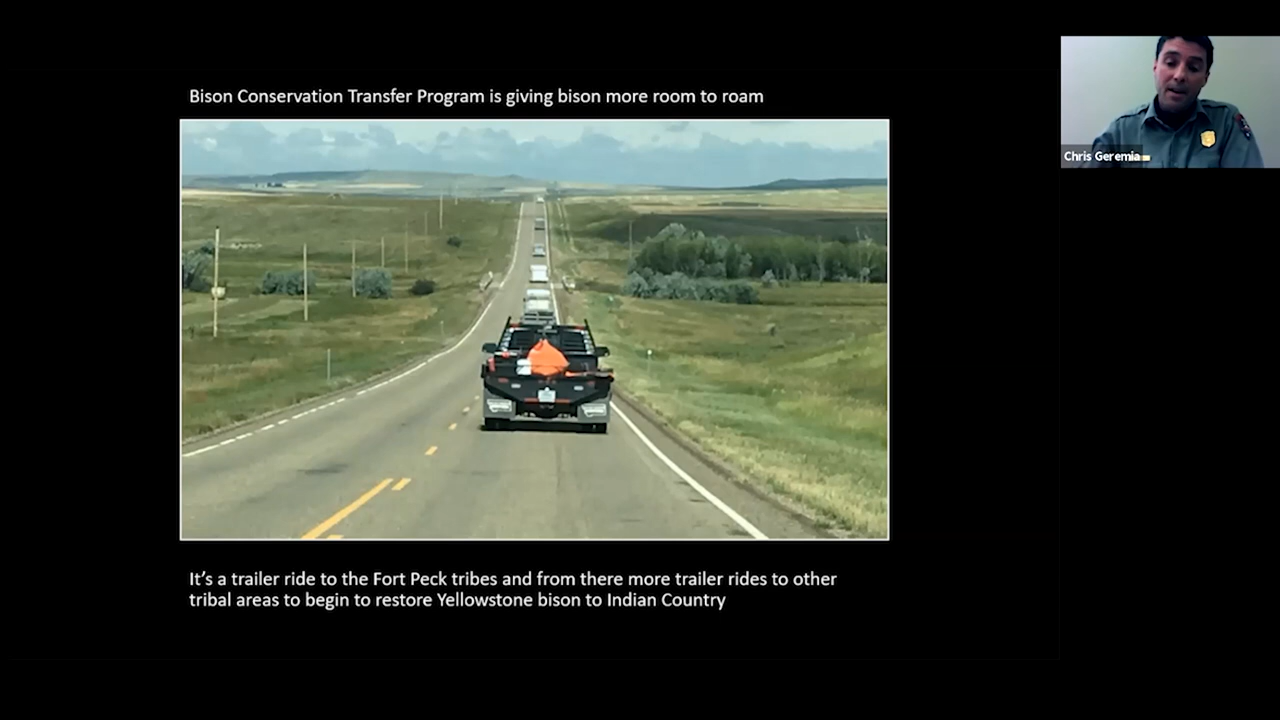 Bison Conservation Transfer Program is giving bison more room to roam
Chris Geremia
It’s a trailer ride to the Fort Peck tribes and from there more trailer rides to other
tribal areas to begin to restore Yellowstone bison to Indian Country